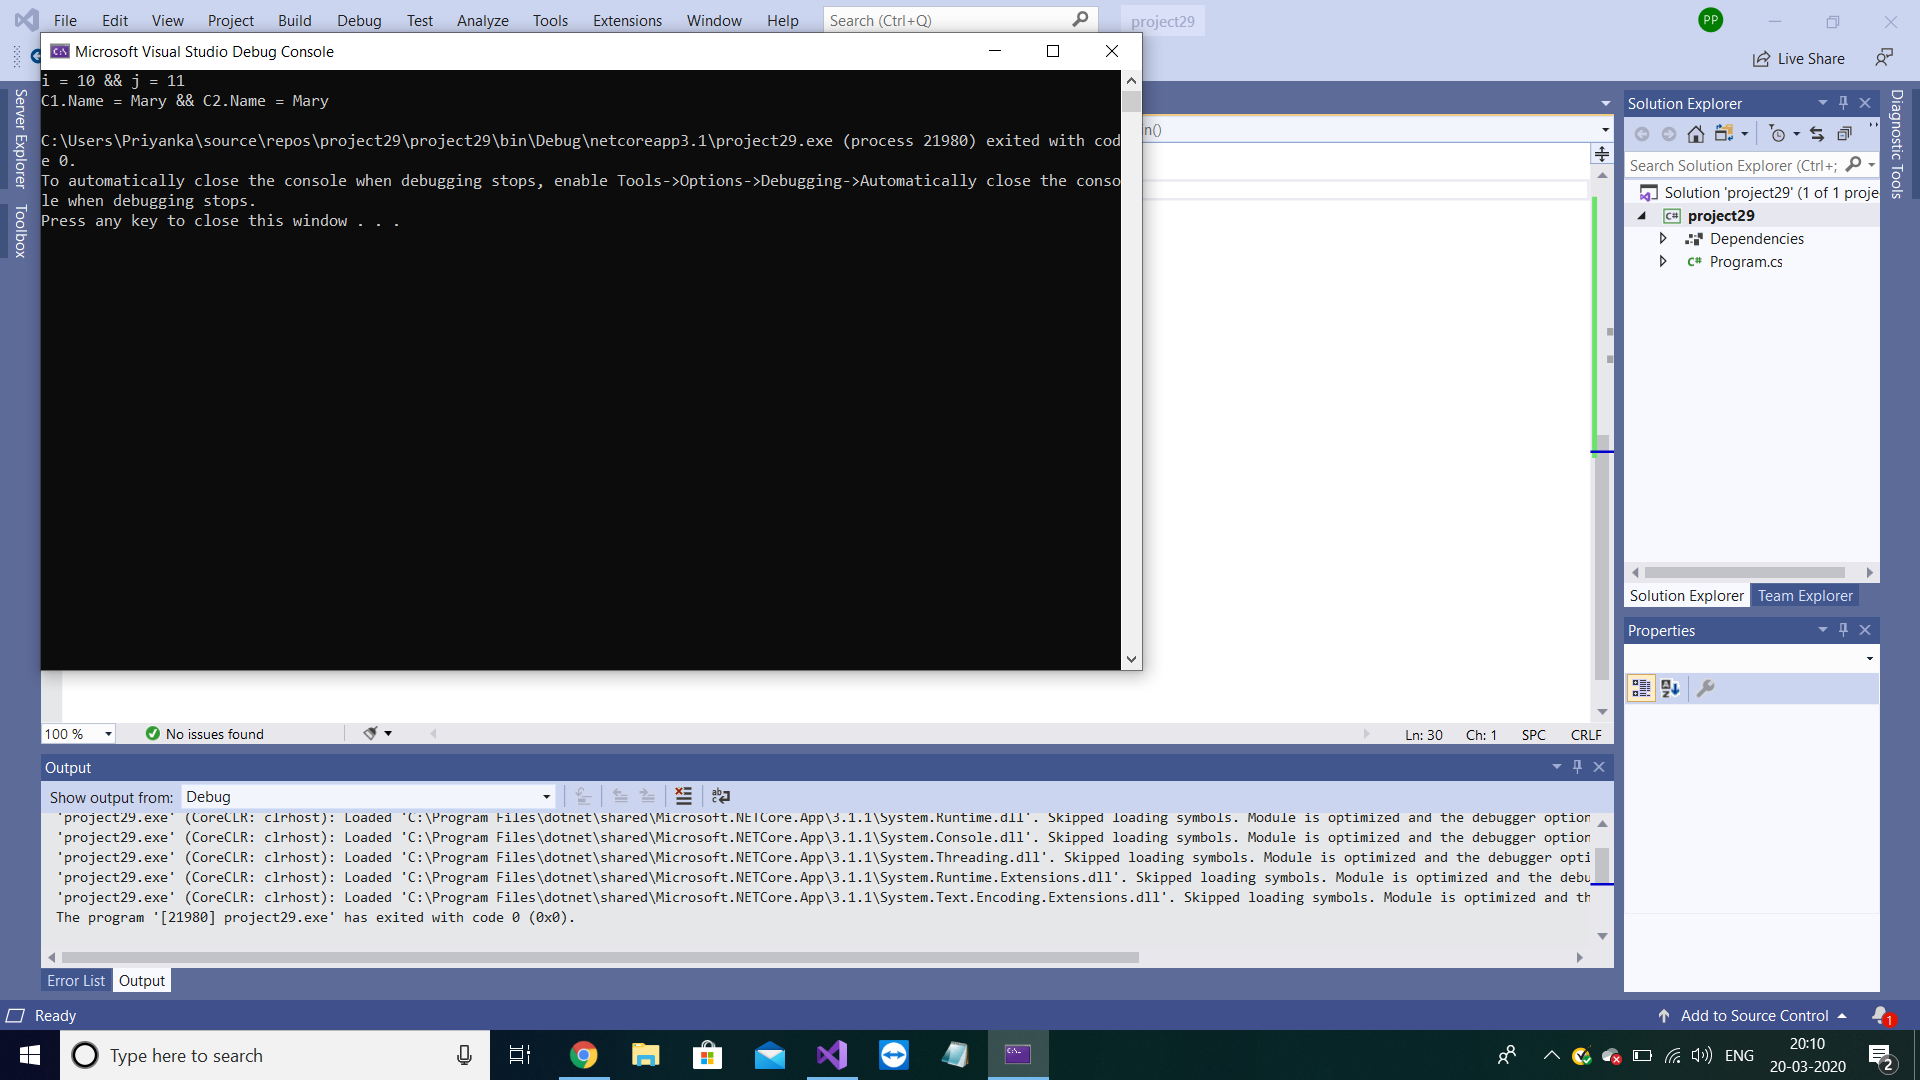 File Edit View Project Build Debug Test Analyze Tools Extensions Window Help Search (Ctrl+Q) project29 PP
Live Share
Microsoft Visual Studio Debug Console
i = 10 && j = 11
C1.Name = Mary && C2.Name = Mary
C:\Users\Priyanka\source\repos\project29\project29\bin\Debug\netcoreapp3.1\project29.exe (process 21980) exited with cod
e 0.
To automatically close the console when debugging stops, enable Tools->Options->Debugging->Automatically close the conso
le when debugging stops.
Press any key to close this window . . .
Server Explorer
Toolbox
n()
Solution Explorer
Search Solution Explorer (Ctrl+;
Solution 'project29' (1 of 1 proje
C# project29
Dependencies
C# Program.cs
Solution Explorer Team Explorer
Properties
Diagnostic Tools
100 % No issues found Ln: 30 Ch: 1 SPC CRLF
Output
Show output from: Debug
'project29.exe' (CoreCLR: clrhost): Loaded 'C:\Program Files\dotnet\shared\Microsoft.NETCore.App\3.1.1\System.Runtime.dll'. Skipped loading symbols. Module is optimized and the debugger option
'project29.exe' (CoreCLR: clrhost): Loaded 'C:\Program Files\dotnet\shared\Microsoft.NETCore.App\3.1.1\System.Console.dll'. Skipped loading symbols. Module is optimized and the debugger option
'project29.exe' (CoreCLR: clrhost): Loaded 'C:\Program Files\dotnet\shared\Microsoft.NETCore.App\3.1.1\System.Threading.dll'. Skipped loading symbols. Module is optimized and the debugger opti
'project29.exe' (CoreCLR: clrhost): Loaded 'C:\Program Files\dotnet\shared\Microsoft.NETCore.App\3.1.1\System.Runtime.Extensions.dll'. Skipped loading symbols. Module is optimized and the debu
'project29.exe' (CoreCLR: clrhost): Loaded 'C:\Program Files\dotnet\shared\Microsoft.NETCore.App\3.1.1\System.Text.Encoding.Extensions.dll'. Skipped loading symbols. Module is optimized and th
The program '[21980] project29.exe' has exited with code 0 (0x0).
Error List Output
Ready Add to Source Control 1
Type here to search ENG 20:10
20-03-2020 2